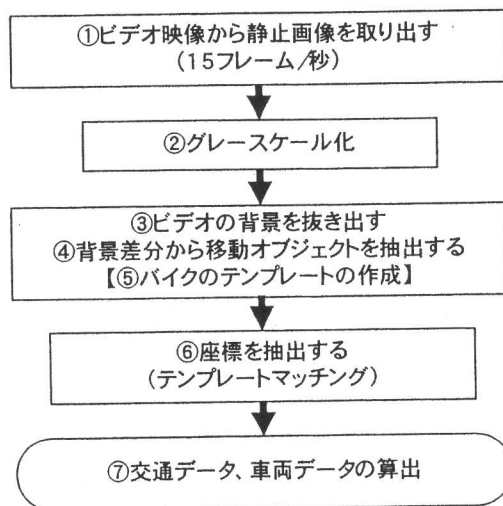 ①ビデオ映像から静止画像を取り出す
(15フレーム/秒)
②グレースケール化
③ビデオの背景を抜き出す
④背景差分から移動オブジェクトを抽出する
【⑤バイクのテンプレートの作成】
⑥座標を抽出する
(テンプレートマッチング)
⑦交通データ、車両データの算出